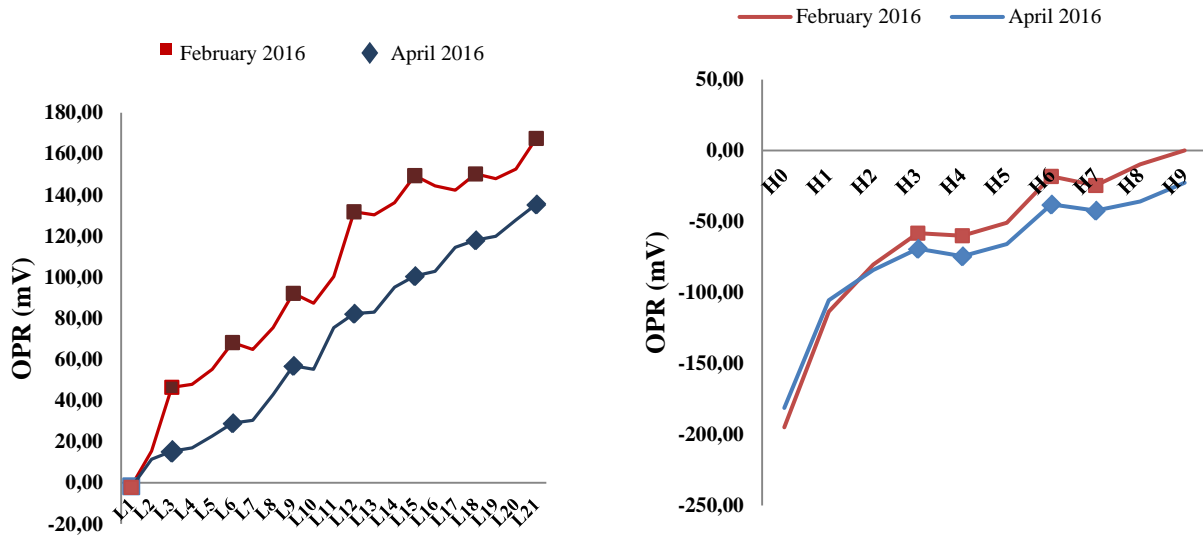 February 2016
April 2016
OPR (mV)
180,00
160,00
140,00
120,00
100,00
80,00
60,00
40,00
20,00
0,00
-20,00
L1
L2
L3
L4
L5
L6
L7
L8
L9
L10
L11
L12
L13
L14
L15
L16
L17
L18
L19
L20
L21
February 2016
April 2016
OPR (mV)
50,00
0,00
-50,00
-100,00
-150,00
-200,00
-250,00
H0
H1
H2
H3
H4
H5
H6
H7
H8
H9